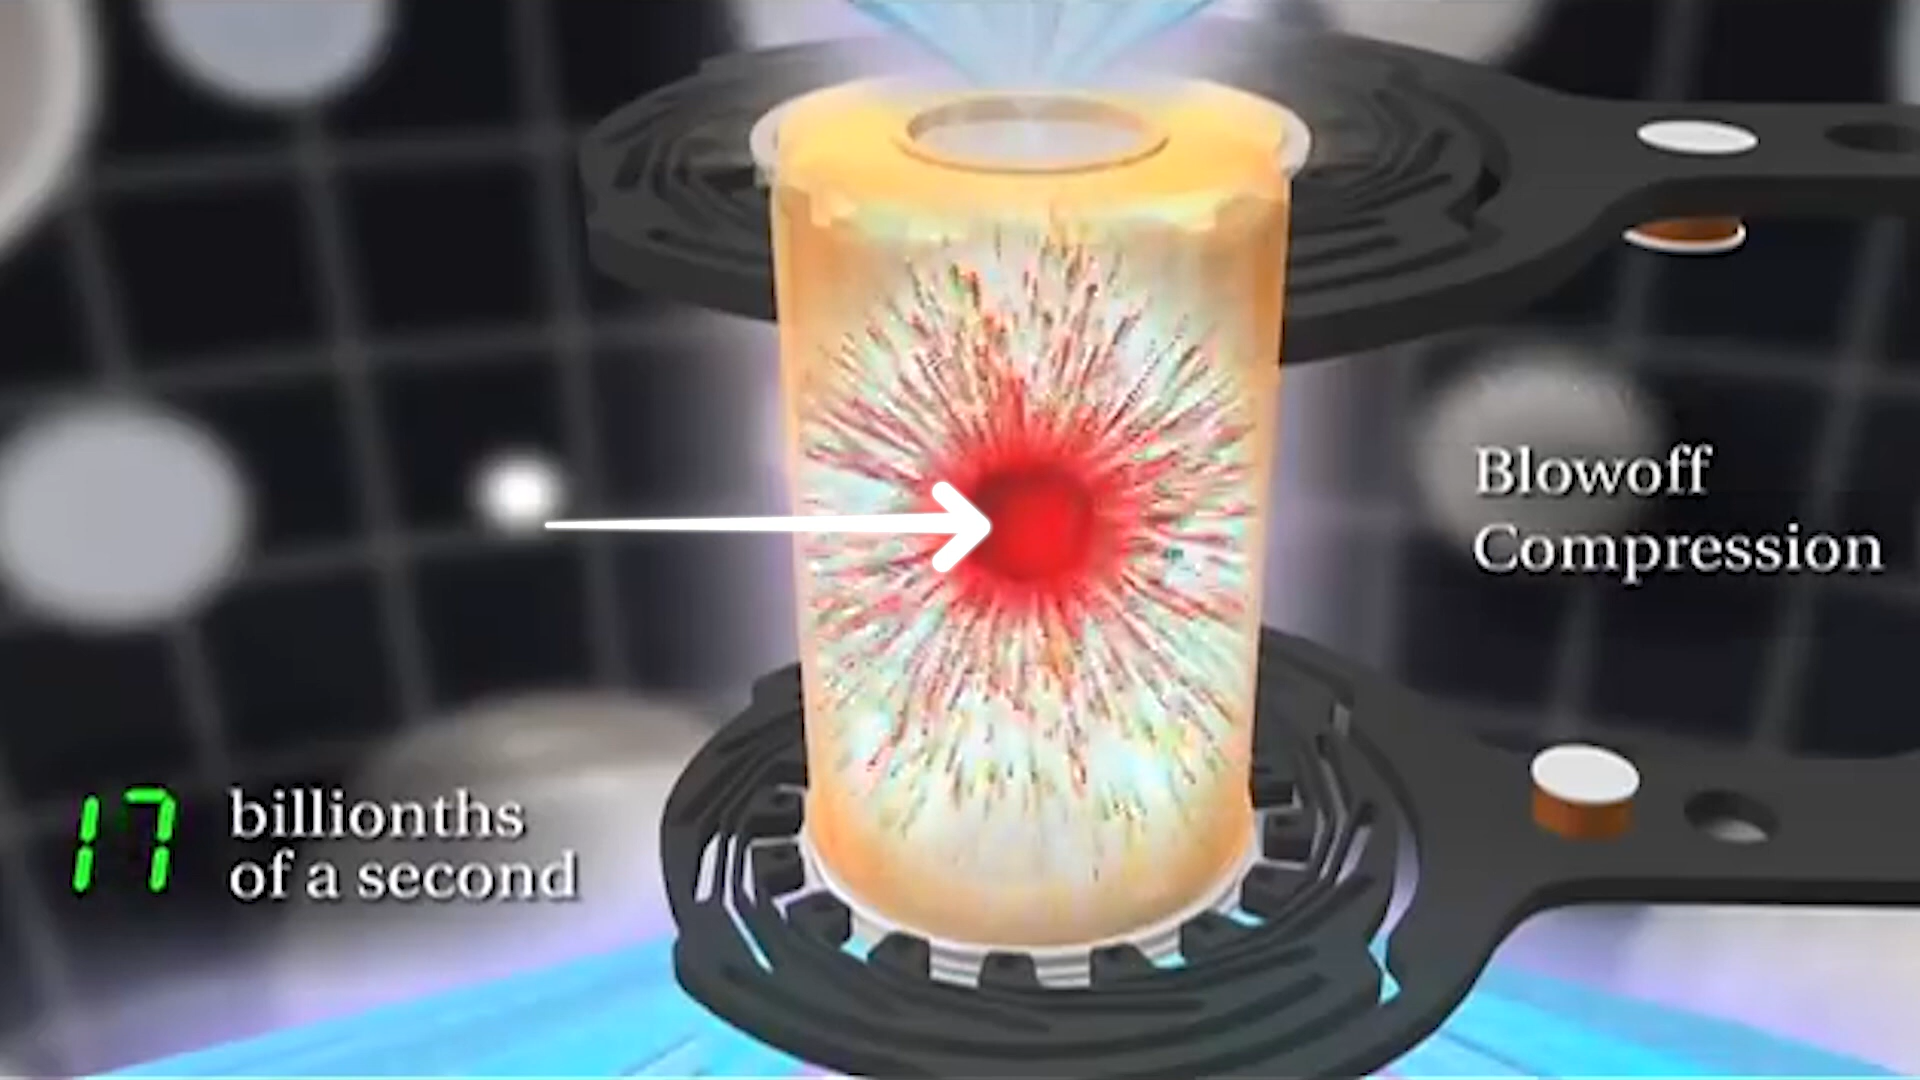 Blowoff
Compression
17 billionths
of a second